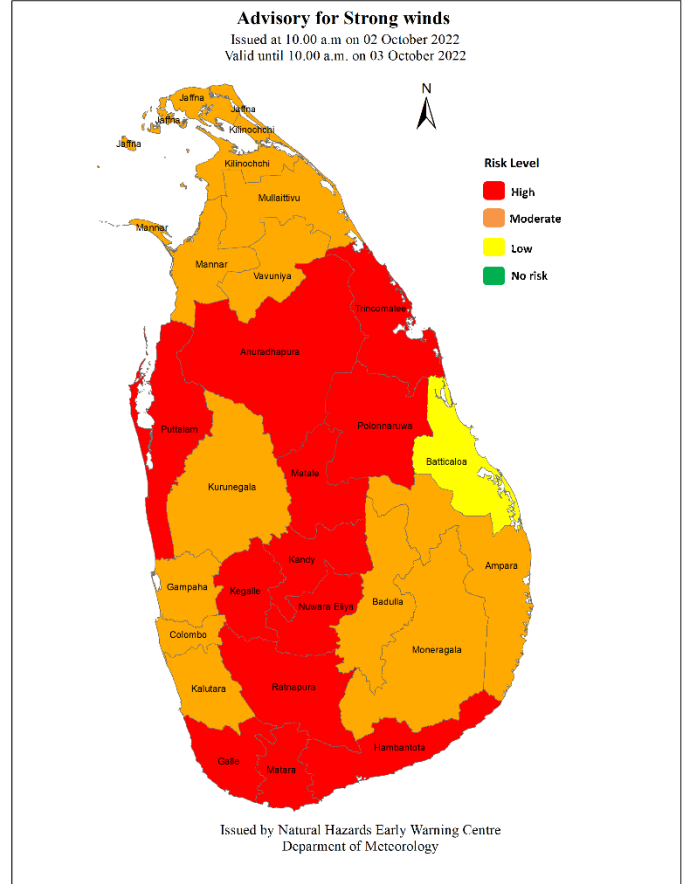 Advisory for Strong winds
Issued at 10.00 a.m on 02 October 2022
Valid until 10.00 a.m. on 03 October 2022
N
Jaffna
Jaffna
Jaffna
Kilinochchi
Jaffna
Kilinochchi
Risk Level
High
Mullaittivu
Moderate
Mannar
Low
Mannar
Vavuniya
No risk
Trincomalee
Anuradhapura
Puttalam
Polonnaruwa
Batticaloa
Matale
Kurunegala
Kandy
Ampara
Gampaha
Kegalle
Badulla
Nuwara Eliya
Colombo
Moneragala
Kalutara
Ratnapura
Hambantota
Galle
Matara
Issued by Natural Hazards Early Warning Centre
Deparment of Meteorology